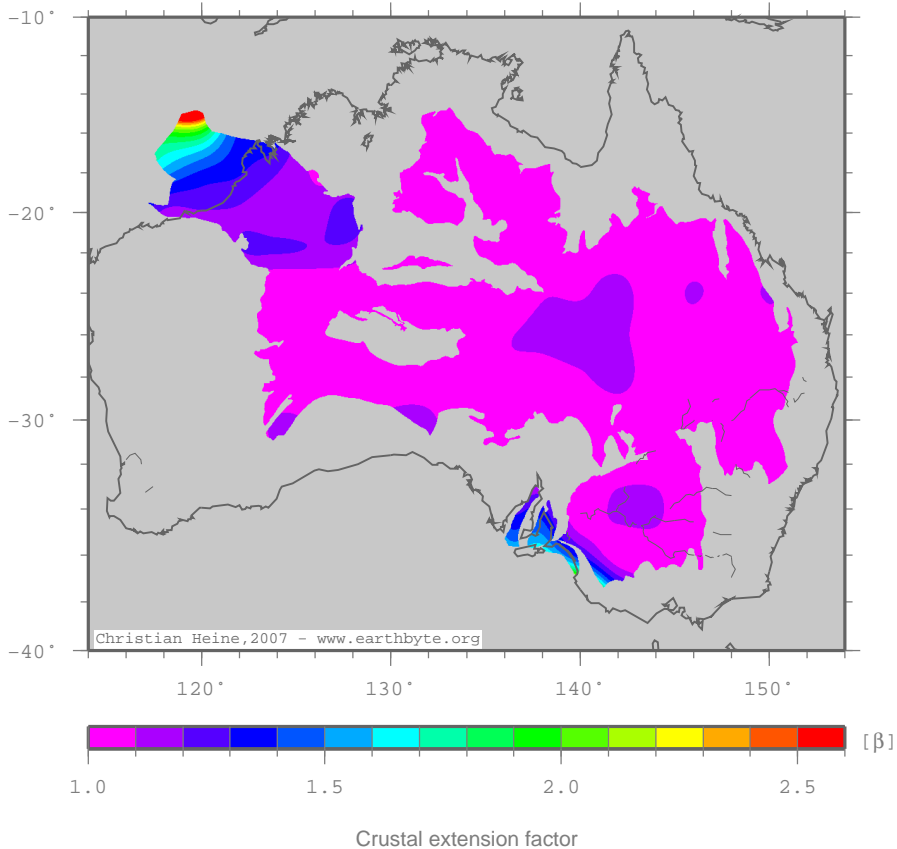 −10˚
−20˚
−30˚
−40˚
Christian Heine,2007 - www.earthbyte.org
120˚ 130˚ 140˚ 150˚
[β]
1.0 1.5 2.0 2.5
Crustal extension factor